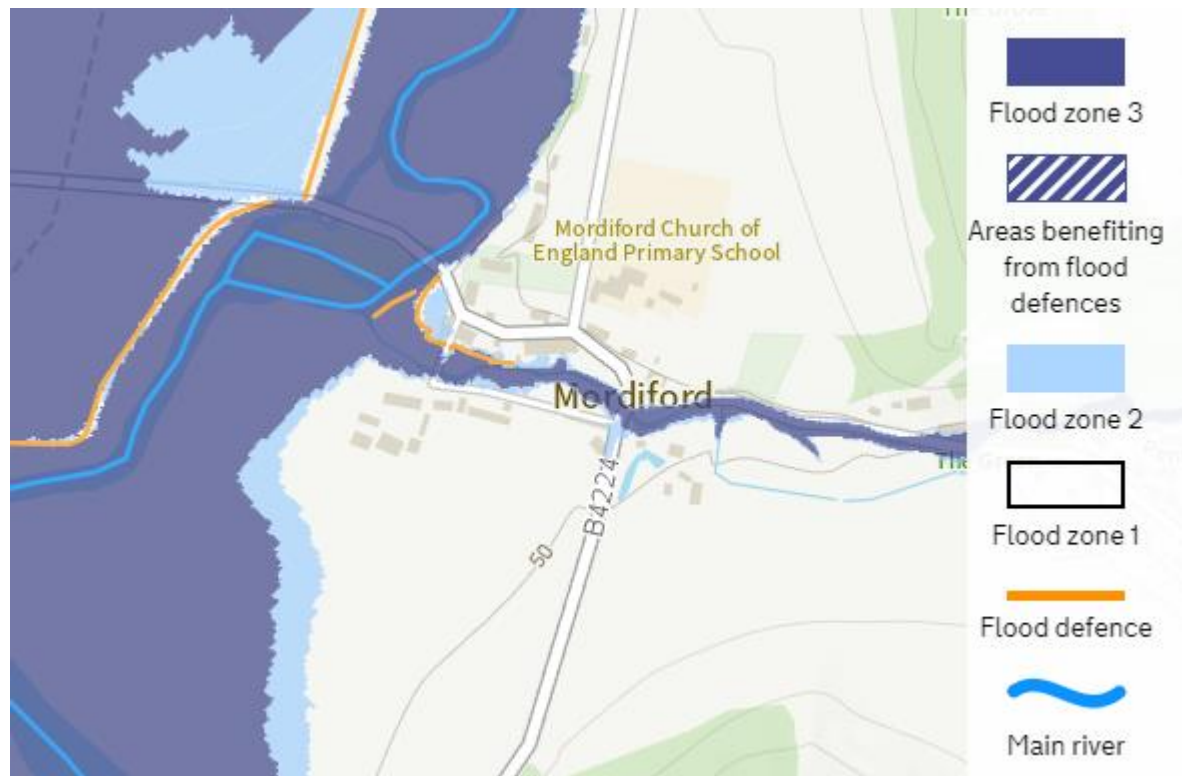 Mordiford Church of
England Primary School
Mordiford
B4224
50
Flood zone 3
Areas benefiting
from flood
defences
Flood zone 2
Flood zone 1
Flood defence
Main river